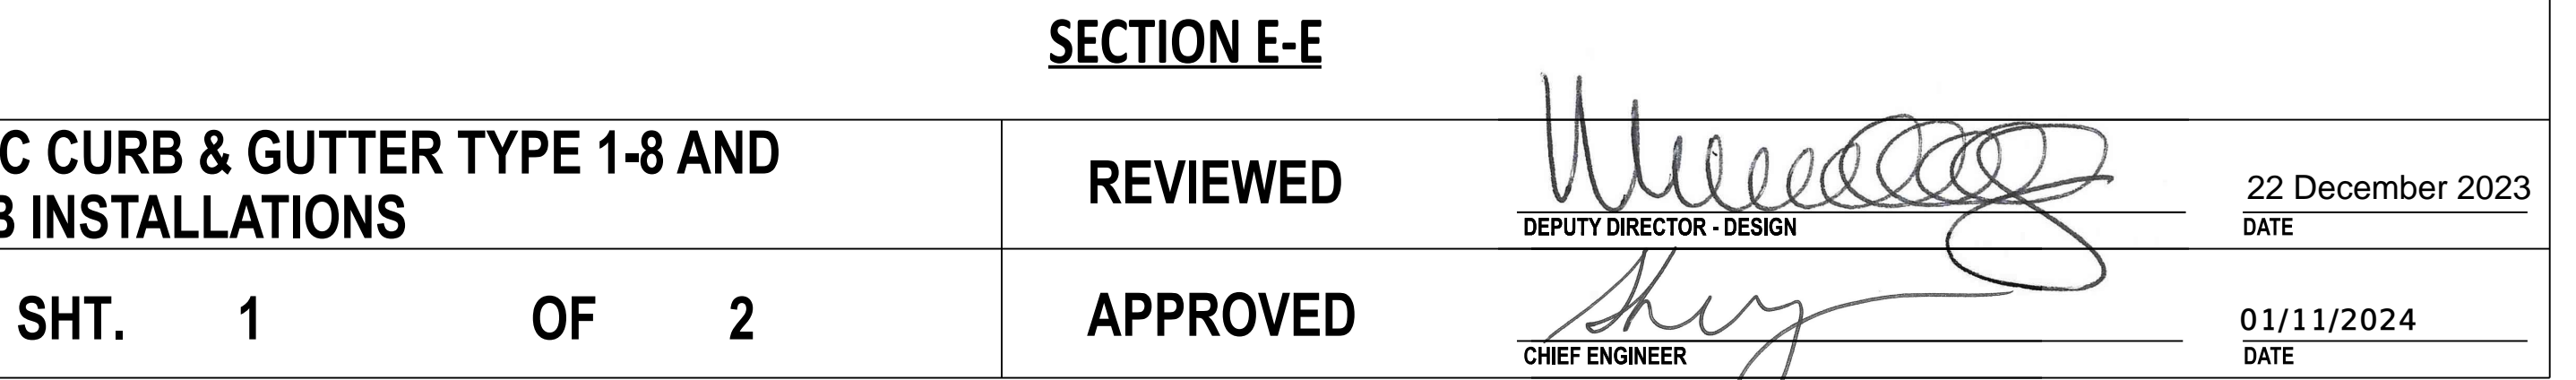 SECTION E-E
C CURB & GUTTER TYPE 1-8 AND
B INSTALLATIONS
REVIEWED
22 December 2023
DEPUTY DIRECTOR - DESIGN
DATE
SHT. 1 OF 2
APPROVED
01/11/2024
CHIEF ENGINEER
DATE